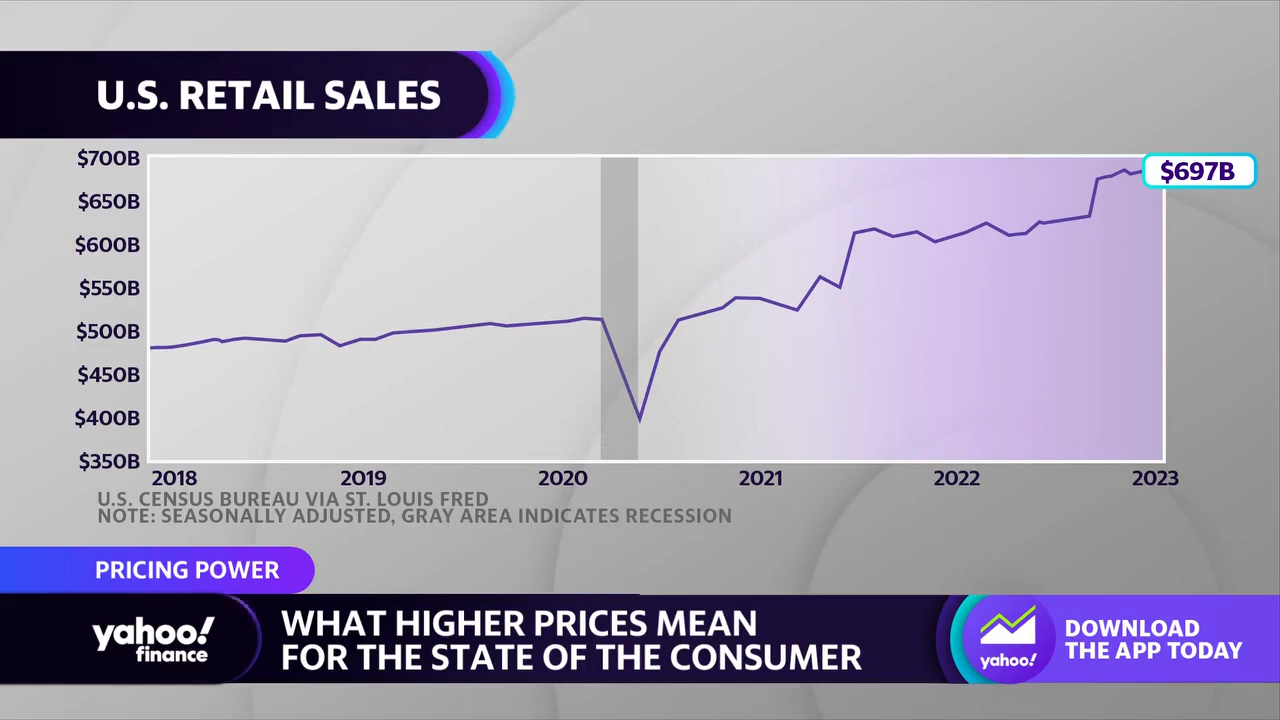 U.S. RETAIL SALES
$700B
$697B
$650B
$600B
$550B
$500B
$450B
$400B
$350B
2018 2019 2020 2021 2022 2023
U.S. CENSUS BUREAU VIA ST. LOUIS FRED
NOTE: SEASONALLY ADJUSTED, GRAY AREA INDICATES RECESSION
PRICING POWER
yahoo!
finance
WHAT HIGHER PRICES MEAN
FOR THE STATE OF THE CONSUMER
yahoo!
DOWNLOAD
THE APP TODAY